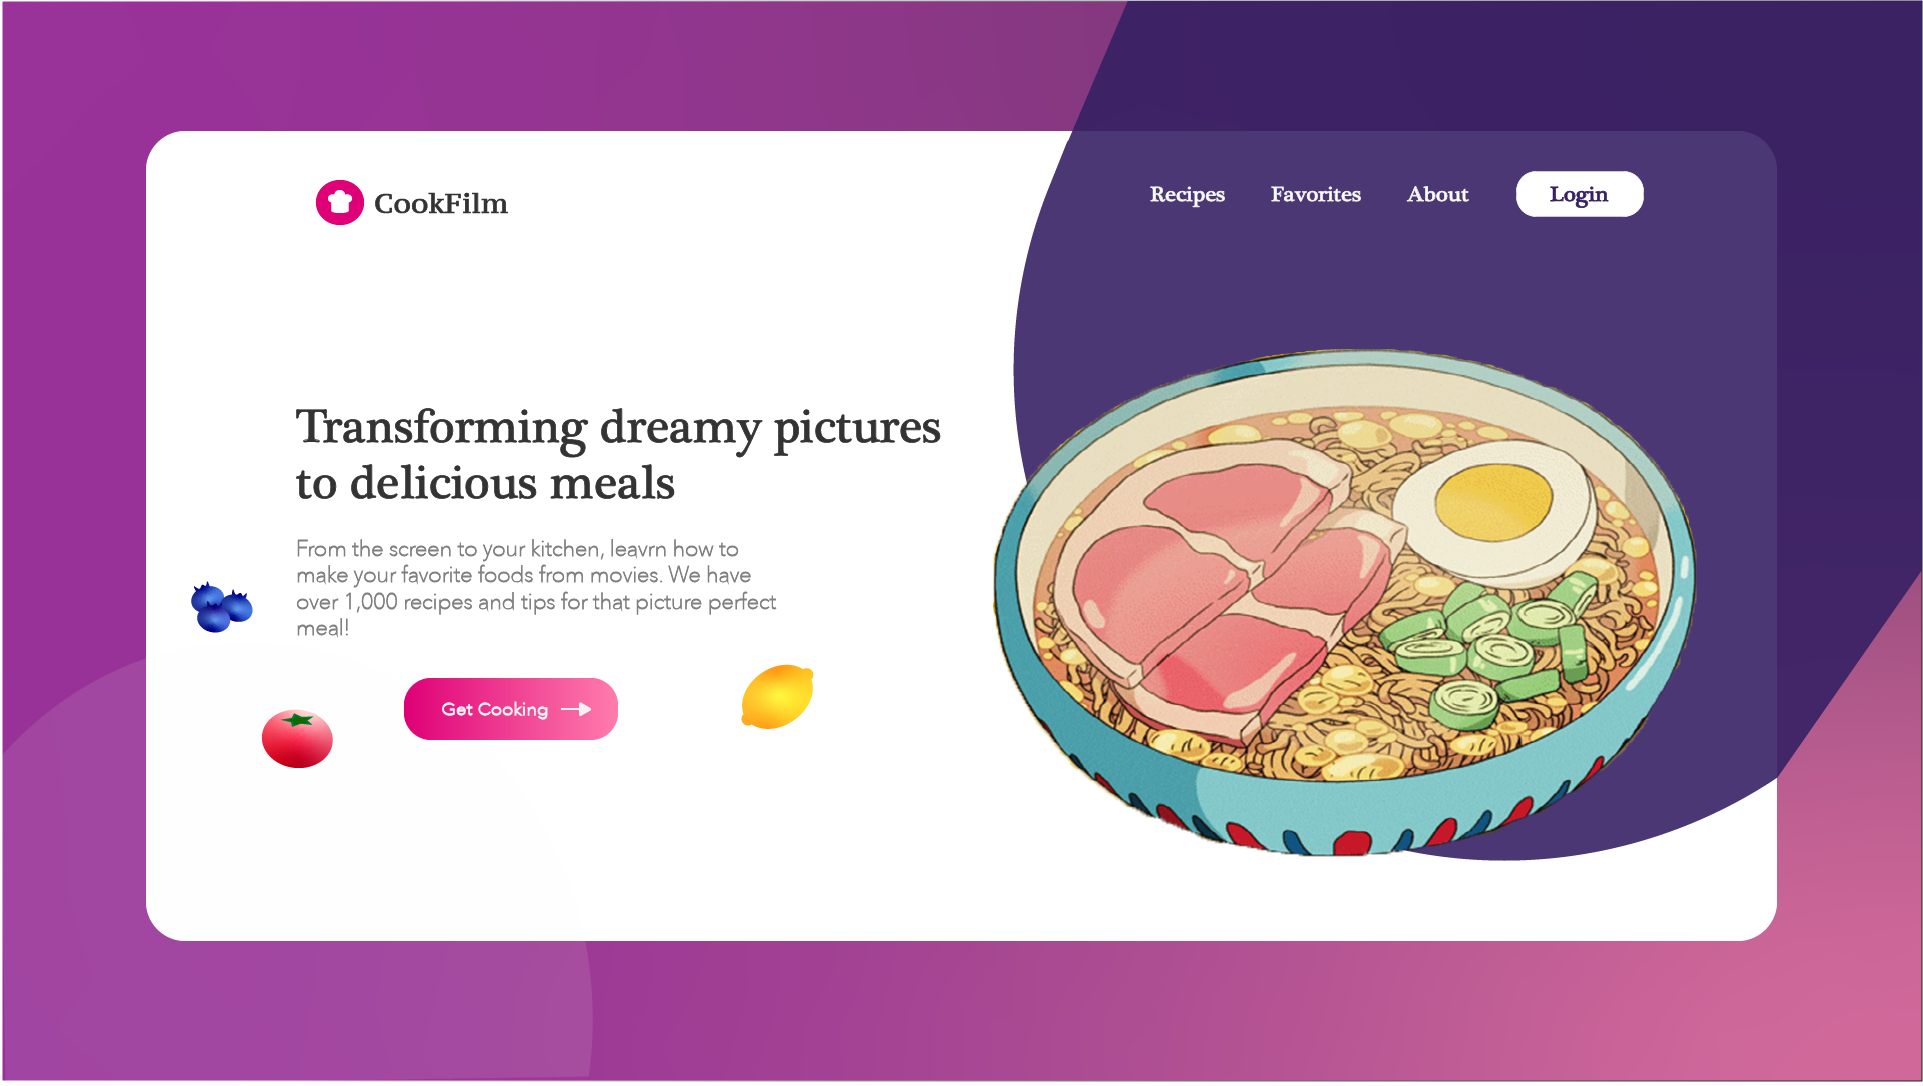 CookFilm
Recipes Favorites About Login
Transforming dreamy pictures
to delicious meals
From the screen to your kitchen, leavrn how to
make your favorite foods from movies. We have
over 1,000 recipes and tips for that picture perfect
meal!
Get Cooking